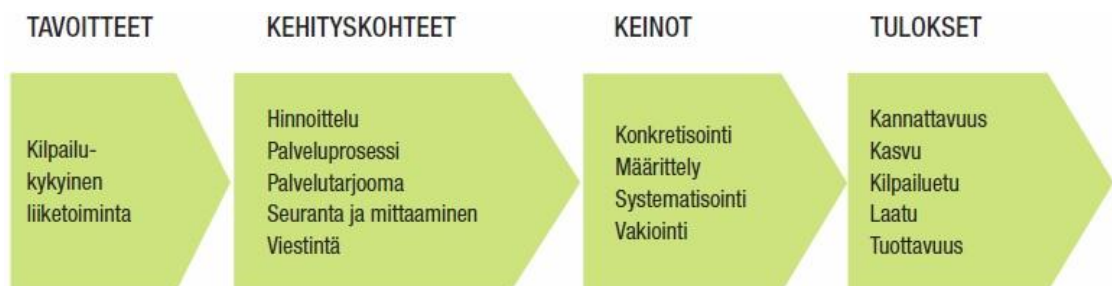 TAVOITTEET
KEHITYSKOHTEET
KEINOT
TULOKSET
Kilpailu-
kykyinen
liiketoiminta
Hinnoittelu
Palveluprosessi
Palvelutarjooma
Seuranta ja mittaaminen
Viestintä
Konkretisointi
Määrittely
Systematisointi
Vakiointi
Kannattavuus
Kasvu
Kilpailuetu
Laatu
Tuottavuus